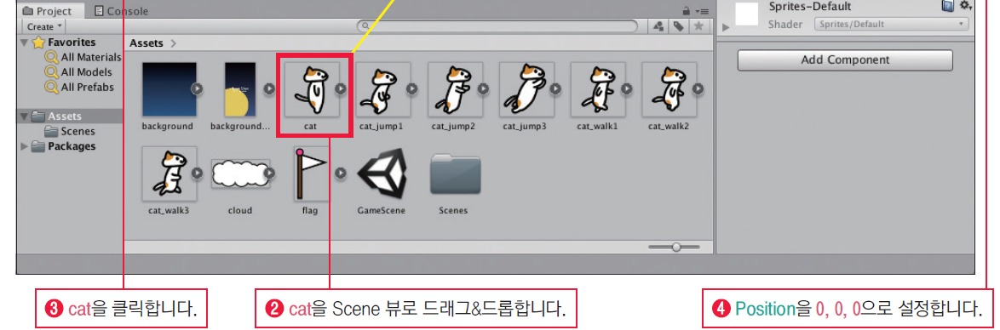 Project
Console
Create
Favorites
All Materials
All Models
All Prefabs
Assets
Scenes
Packages
Assets >
background
background...
cat
cat_jump1
cat_jump2
cat_jump3
cat_walk1
cat_walk2
cat_walk3
cloud
flag
GameScene
Scenes
Sprites-Default
Shader
Sprites/Default
Add Component
❸ cat을 클릭합니다.
❷ cat을 Scene 뷰로 드래그&드롭합니다.
❹ Position을 0, 0, 0으로 설정합니다.